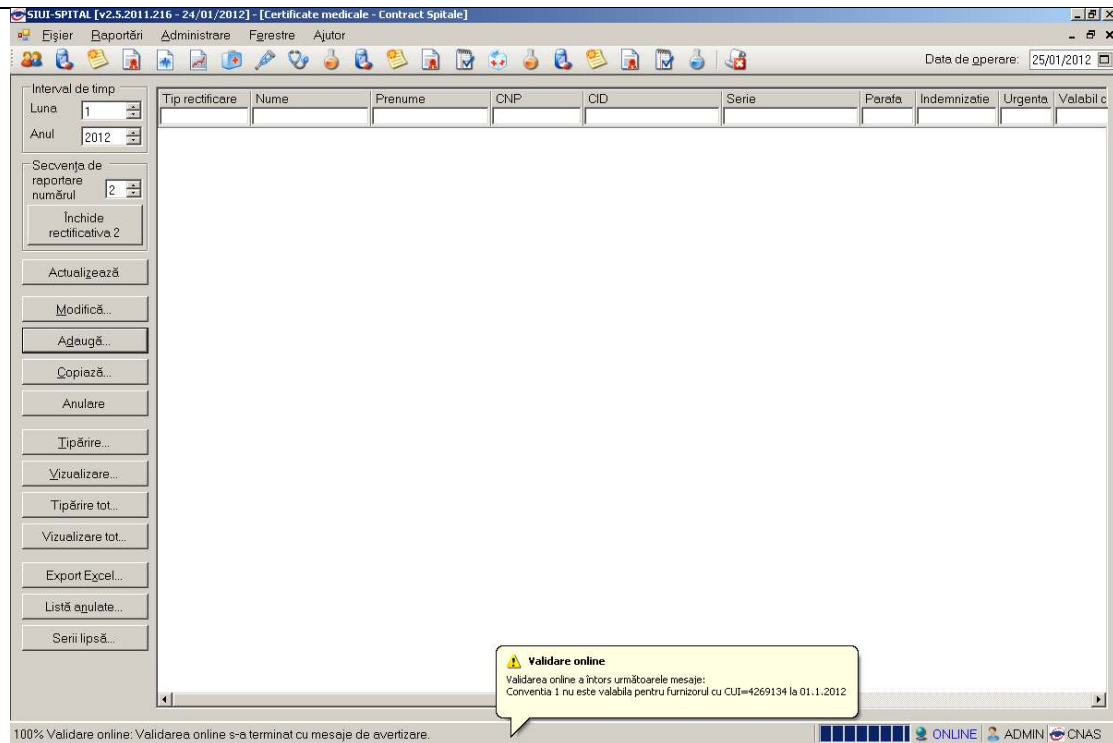 SIUI-SPITAL [v2.5.2011.216 - 24/01/2012] - [Certificate medicale - Contract Spitale]
Fişier Raportări Administrare Ferestre Ajutor
Data de operare: 25/01/2012
Interval de timp
Luna 1
Anul 2012
Secvenţa de
raportare
numărul 2
Închide
rectificativa 2
Actualizează
Modifică...
Adaugă...
Copiază...
Anulare
Tipărire...
Vizualizare...
Tipărire tot...
Vizualizare tot...
Export Excel...
Listă anulate...
Serii lipsă...
Tip rectificare Nume Prenume CNP CID Serie Parafa Indemnizatie Urgenta Valabil c
Validare online
Validarea online a întors următoarele mesaje:
Conventia 1 nu este valabila pentru furnizorul cu CUI=4269134 la 01.1.2012
100% Validare online: Validarea online s-a terminat cu mesaje de avertizare.
ONLINE ADMIN CNAS